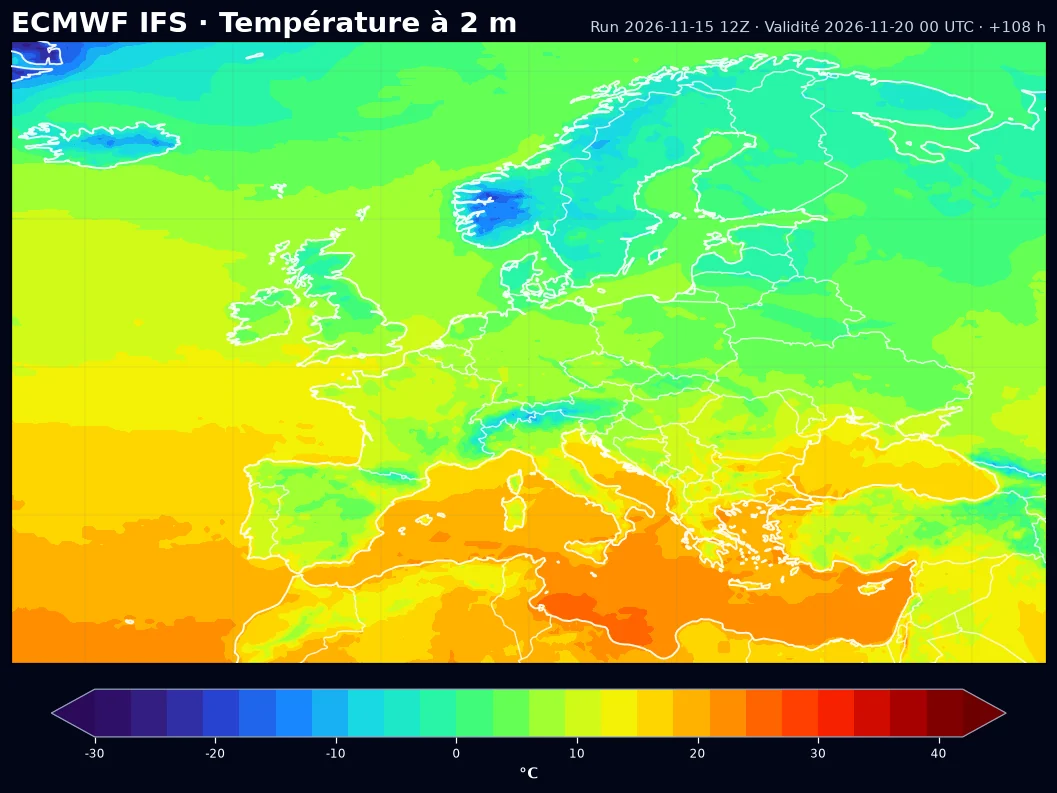 ECMWF IFS · Température à 2 m
Run 2026-11-15 12Z · Validité 2026-11-20 00 UTC · +108 h
-30 -20 -10 0 10 20 30 40
°C